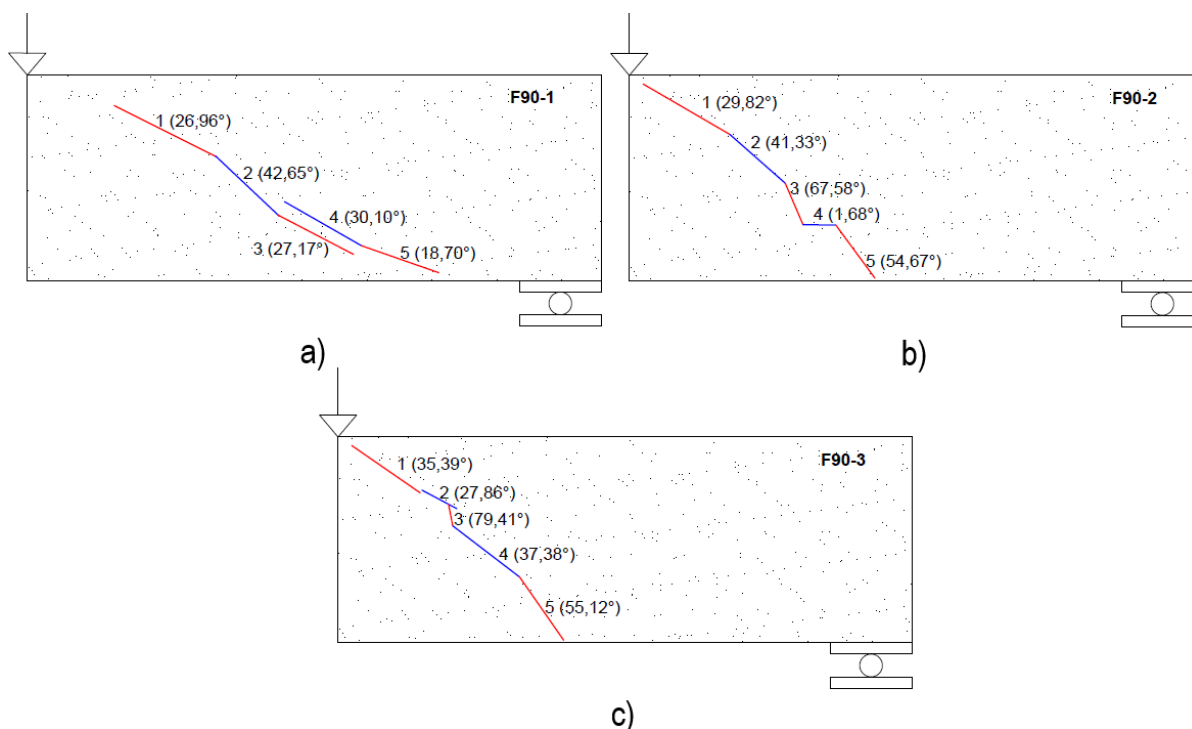 F90-1
1 (26,96°)
2 (42,65°)
4 (30,10°)
3 (27,17°)
5 (18,70°)
a)
F90-2
1 (29,82°)
2 (41,33°)
3 (67,58°)
4 (1,68°)
5 (54,67°)
b)
F90-3
1 (35,39°)
2 (27,86°)
3 (79,41°)
4 (37,38°)
5 (55,12°)
c)